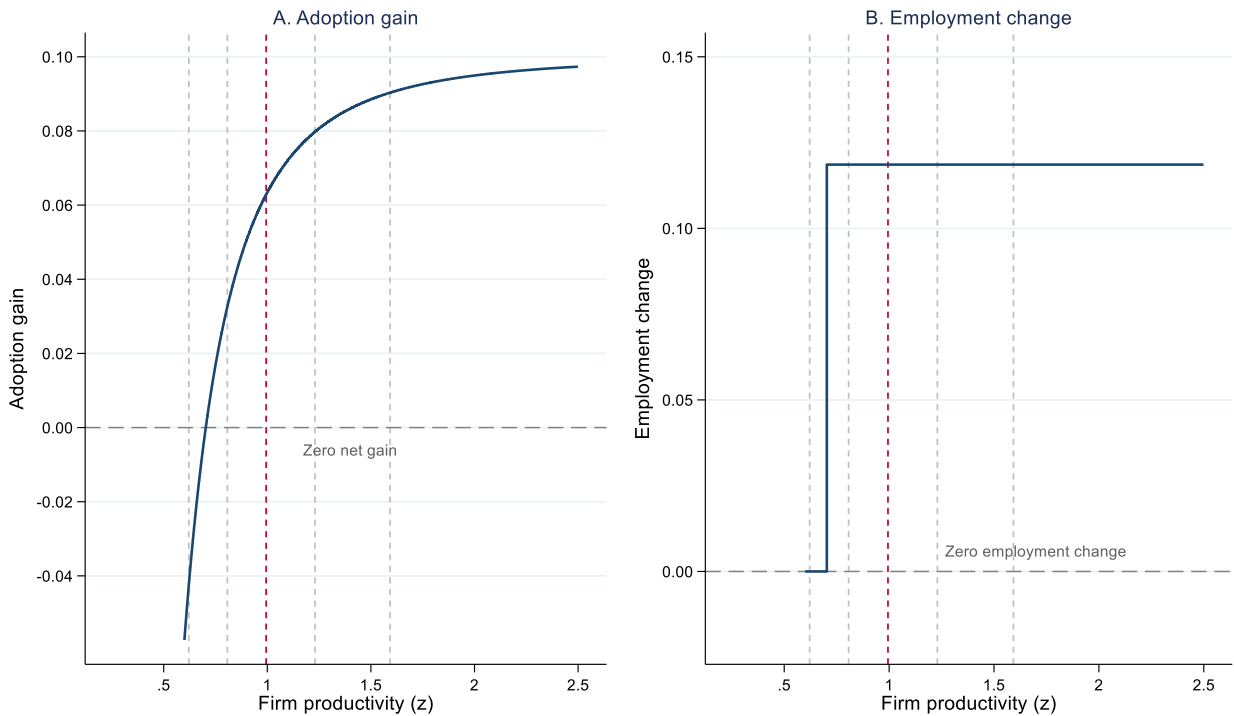 A. Adoption gain
Adoption gain
0.10
0.08
0.06
0.04
0.02
0.00
-0.02
-0.04
Zero net gain
.5
1
1.5
2
2.5
Firm productivity (z)
B. Employment change
Employment change
0.15
0.10
0.05
0.00
Zero employment change
.5
1
1.5
2
2.5
Firm productivity (z)